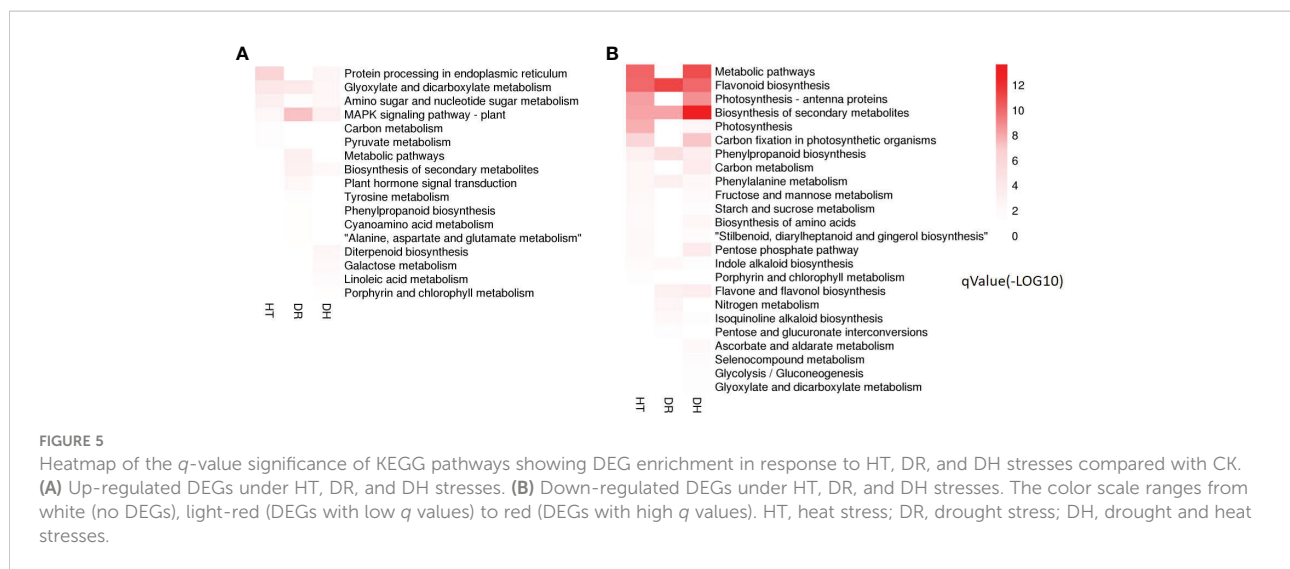 A
Protein processing in endoplasmic reticulum
Glyoxylate and dicarboxylate metabolism
Amino sugar and nucleotide sugar metabolism
MAPK signaling pathway - plant
Carbon metabolism
Pyruvate metabolism
Metabolic pathways
Biosynthesis of secondary metabolites
Plant hormone signal transduction
Tyrosine metabolism
Phenylpropanoid biosynthesis
Cyanoamino acid metabolism
"Alanine, aspartate and glutamate metabolism"
Diterpenoid biosynthesis
Galactose metabolism
Linoleic acid metabolism
Porphyrin and chlorophyll metabolism
HT
DR
DH
B
Metabolic pathways
Flavonoid biosynthesis
Photosynthesis - antenna proteins
Biosynthesis of secondary metabolites
Photosynthesis
Carbon fixation in photosynthetic organisms
Phenylpropanoid biosynthesis
Carbon metabolism
Phenylalanine metabolism
Fructose and mannose metabolism
Starch and sucrose metabolism
Biosynthesis of amino acids
"Stilbenoid, diarylheptanoid and gingerol biosynthesis"
Pentose phosphate pathway
Indole alkaloid biosynthesis
Porphyrin and chlorophyll metabolism
Flavone and flavonol biosynthesis
Nitrogen metabolism
Isoquinoline alkaloid biosynthesis
Pentose and glucuronate interconversions
Ascorbate and aldarate metabolism
Selenocompound metabolism
Glycolysis / Gluconeogenesis
Glyoxylate and dicarboxylate metabolism
HT
DR
DH
12
10
8
6
4
2
0
qValue(-LOG10)
FIGURE 5
Heatmap of the q-value significance of KEGG pathways showing DEG enrichment in response to HT, DR, and DH stresses compared with CK.
(A) Up-regulated DEGs under HT, DR, and DH stresses. (B) Down-regulated DEGs under HT, DR, and DH stresses. The color scale ranges from
white (no DEGs), light-red (DEGs with low q values) to red (DEGs with high q values). HT, heat stress; DR, drought stress; DH, drought and heat
stresses.